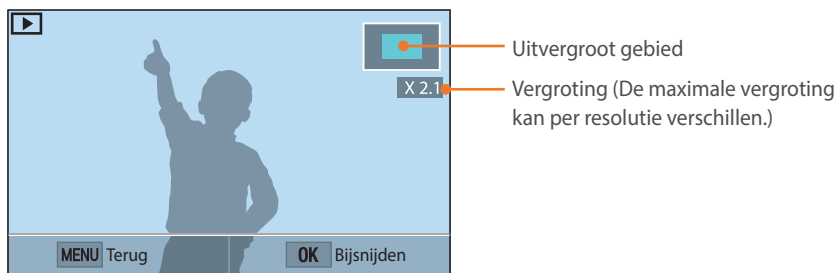 Uitvergroot gebied
X 2.1
Vergroting (De maximale vergroting
kan per resolutie verschillen.)
MENU Terug
OK Bijsnijden